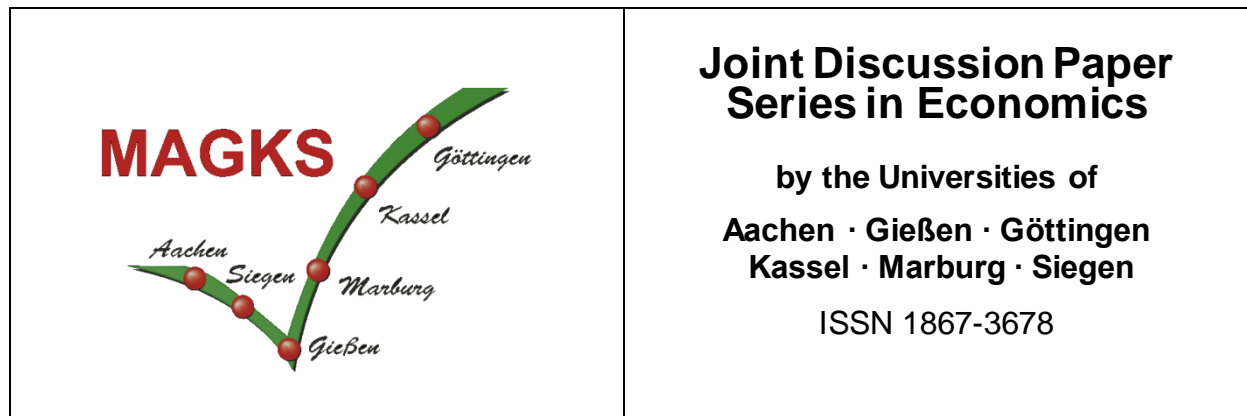 MAGKS
Göttingen
Kassel
Aachen
Siegen
Marburg
Gießen
Joint Discussion Paper
Series in Economics
by the Universities of
Aachen · Gießen · Göttingen
Kassel · Marburg · Siegen
ISSN 1867-3678